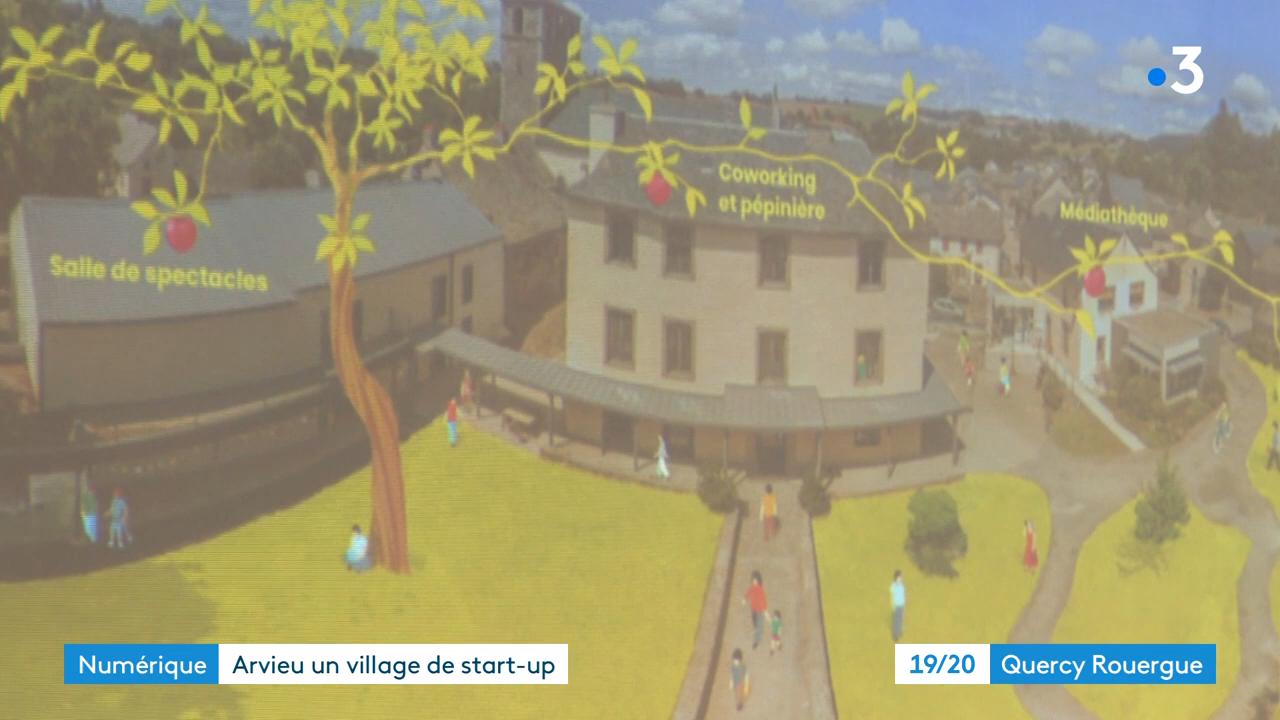 3
Coworking
et pépinière
Médiathèque
Salle de spectacles
Numérique Arvieu un village de start-up
19/20 Quercy Rouergue